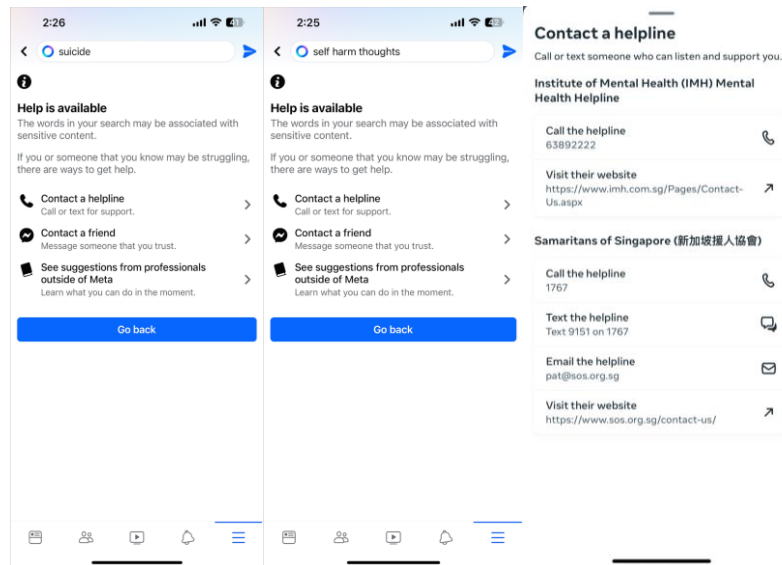 2:26
41
suicide
Help is available
The words in your search may be associated with
sensitive content.
If you or someone that you know may be struggling,
there are ways to get help.
Contact a helpline
Call or text for support.
Contact a friend
Message someone that you trust.
See suggestions from professionals
outside of Meta
Learn what you can do in the moment.
Go back
2:25
42
self harm thoughts
Help is available
The words in your search may be associated with
sensitive content.
If you or someone that you know may be struggling,
there are ways to get help.
Contact a helpline
Call or text for support.
Contact a friend
Message someone that you trust.
See suggestions from professionals
outside of Meta
Learn what you can do in the moment.
Go back
Contact a helpline
Call or text someone who can listen and support you.
Institute of Mental Health (IMH) Mental
Health Helpline
Call the helpline
63892222
Visit their website
https://www.imh.com.sg/Pages/Contact-
Us.aspx
Samaritans of Singapore (新加坡援人協會)
Call the helpline
1767
Text the helpline
Text 9151 on 1767
Email the helpline
pat@sos.org.sg
Visit their website
https://www.sos.org.sg/contact-us/